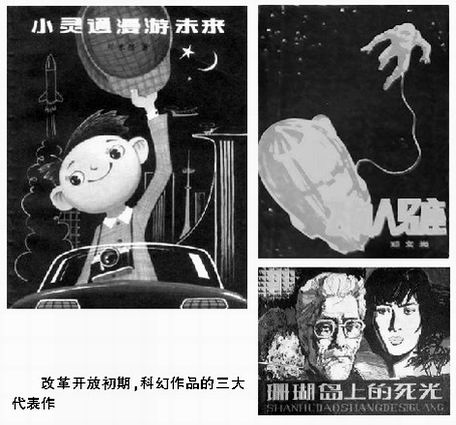 小灵通漫游未来
人马座
郑文光
珊瑚岛上的死光
SHANHUDAOSHANGDESIGUANG
改革开放初期,科幻作品的三大
代表作